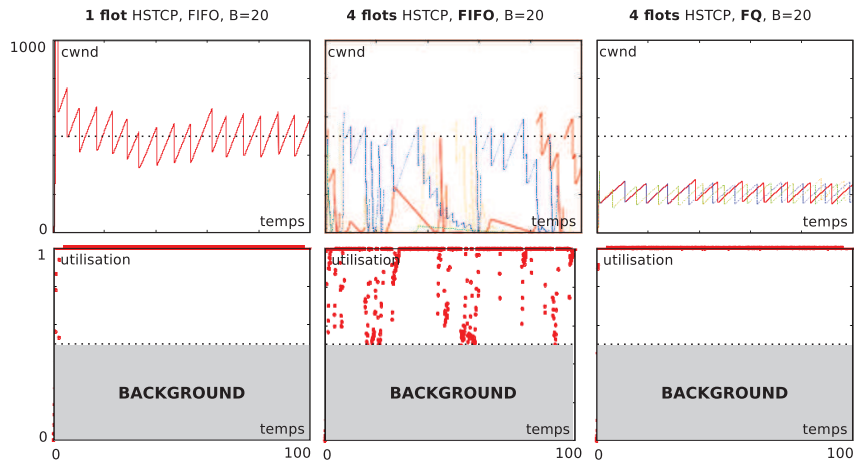 1 flot HSTCP, FIFO, B=20
4 flots HSTCP, FIFO, B=20
4 flots HSTCP, FQ, B=20
1000
cwnd
cwnd
cwnd
0
temps
temps
temps
1
utilisation
utilisation
utilisation
BACKGROUND
BACKGROUND
BACKGROUND
0
temps
temps
temps
0
100
0
100
0
100